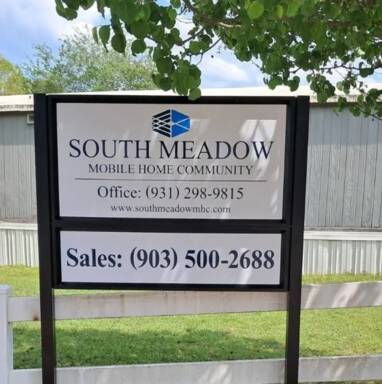 SOUTH MEADOW
MOBILE HOME COMMUNITY
Office: (931) 298-9815
www.southmeadowmhc.com
Sales: (903) 500-2688